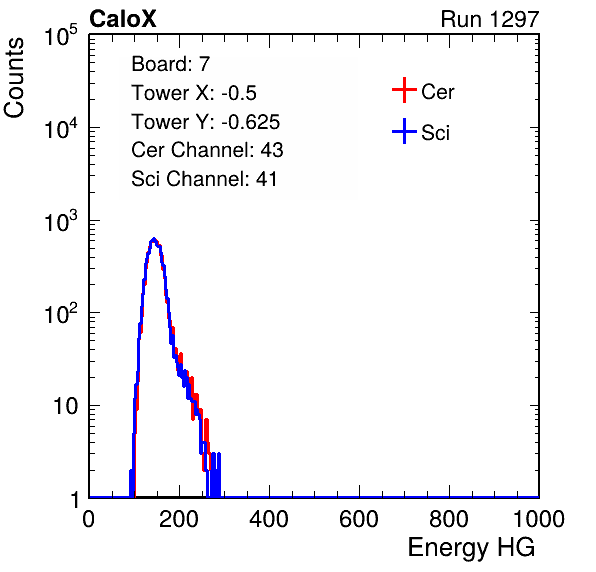 CaloX Run 1297
Counts
Board: 7
Tower X: -0.5
Tower Y: -0.625
Cer Channel: 43
Sci Channel: 41
Cer
Sci
10^5
10^4
10^3
10^2
10
1
0 200 400 600 800 1000
Energy HG